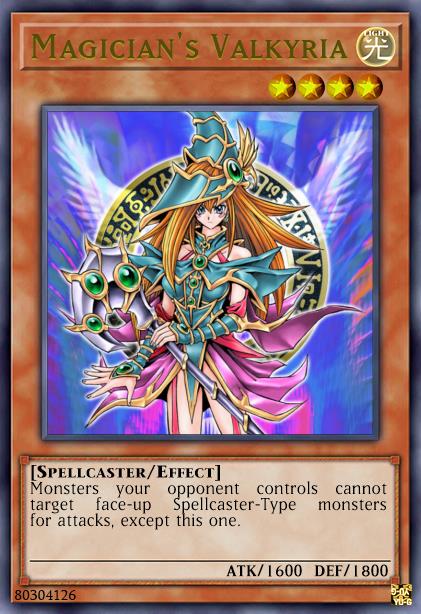 MAGICIAN'S VALKYRIA
LIGHT
光
[SPELLCASTER/EFFECT]
Monsters your opponent controls cannot
target face-up Spellcaster-Type monsters
for attacks, except this one.
ATK/1600 DEF/1800
80304126